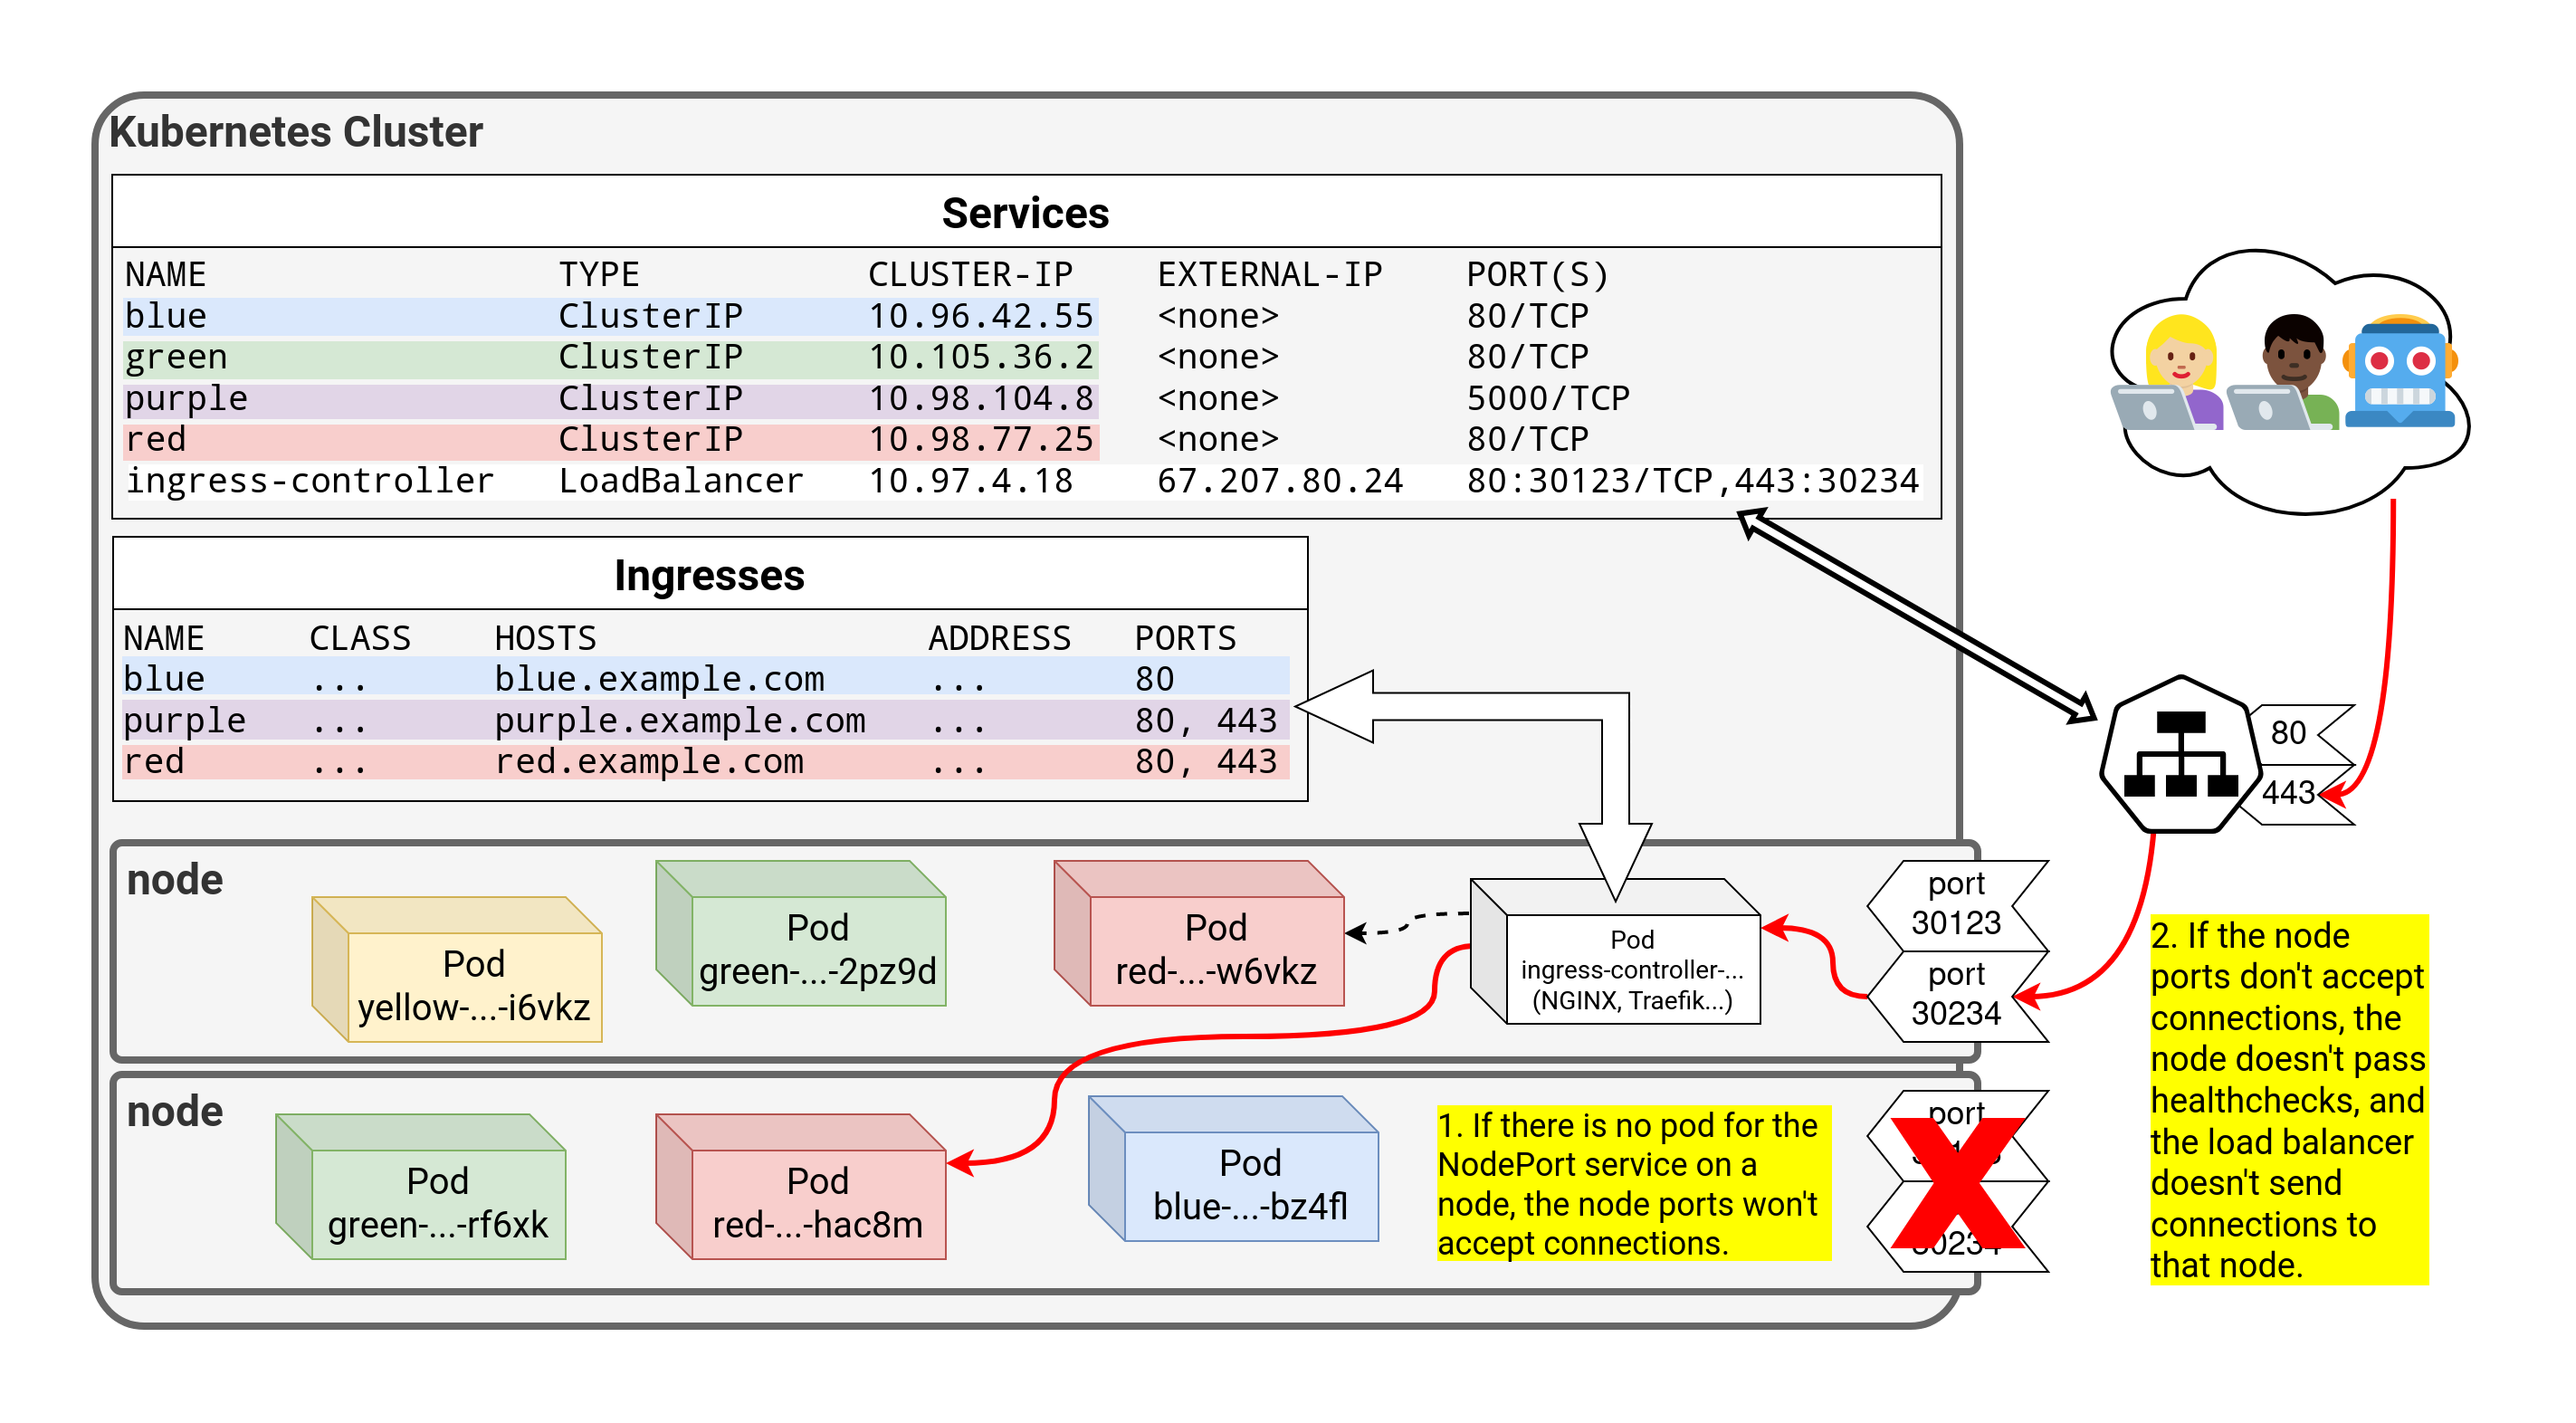 Kubernetes Cluster
Services
NAME TYPE CLUSTER-IP EXTERNAL-IP PORT(S)
blue ClusterIP 10.96.42.55 <none> 80/TCP
green ClusterIP 10.105.36.2 <none> 80/TCP
purple ClusterIP 10.98.104.8 <none> 5000/TCP
red ClusterIP 10.98.77.25 <none> 80/TCP
ingress-controller LoadBalancer 10.97.4.18 67.207.80.24 80:30123/TCP,443:30234
Ingresses
NAME CLASS HOSTS ADDRESS PORTS
blue ... blue.example.com ... 80
purple ... purple.example.com ... 80, 443
red ... red.example.com ... 80, 443
80
443
node
Pod
yellow-...-i6vkz
Pod
green-...-2pz9d
Pod
red-...-w6vkz
Pod
ingress-controller-...
(NGINX, Traefik...)
port
30123
port
30234
node
Pod
green-...-rf6xk
Pod
red-...-hac8m
Pod
blue-...-bz4fl
1. If there is no pod for the
NodePort service on a
node, the node ports won't
accept connections.
port
30234
2. If the node
ports don't accept
connections, the
node doesn't pass
healthchecks, and
the load balancer
doesn't send
connections to
that node.